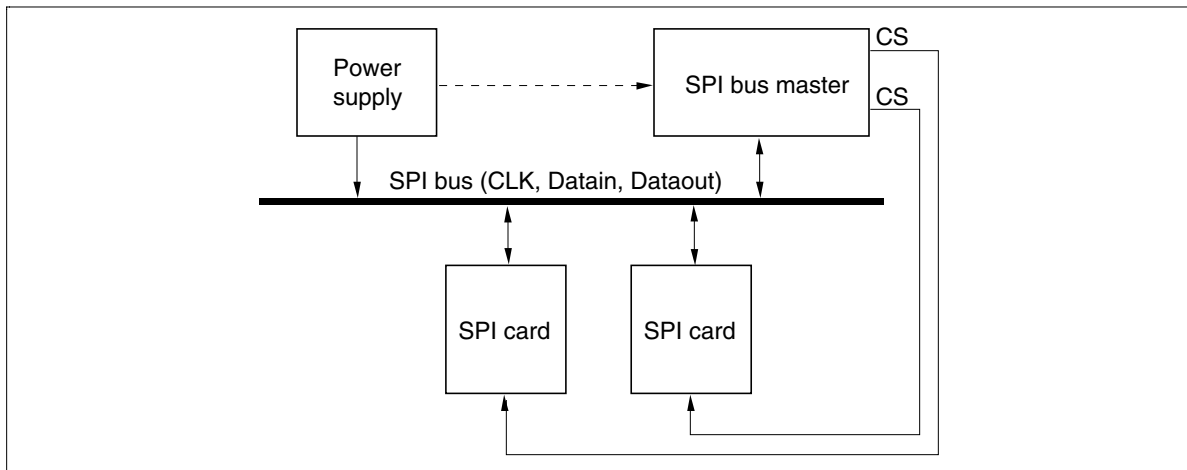 Power
supply
SPI bus master
CS
CS
SPI bus (CLK, Datain, Dataout)
SPI card
SPI card